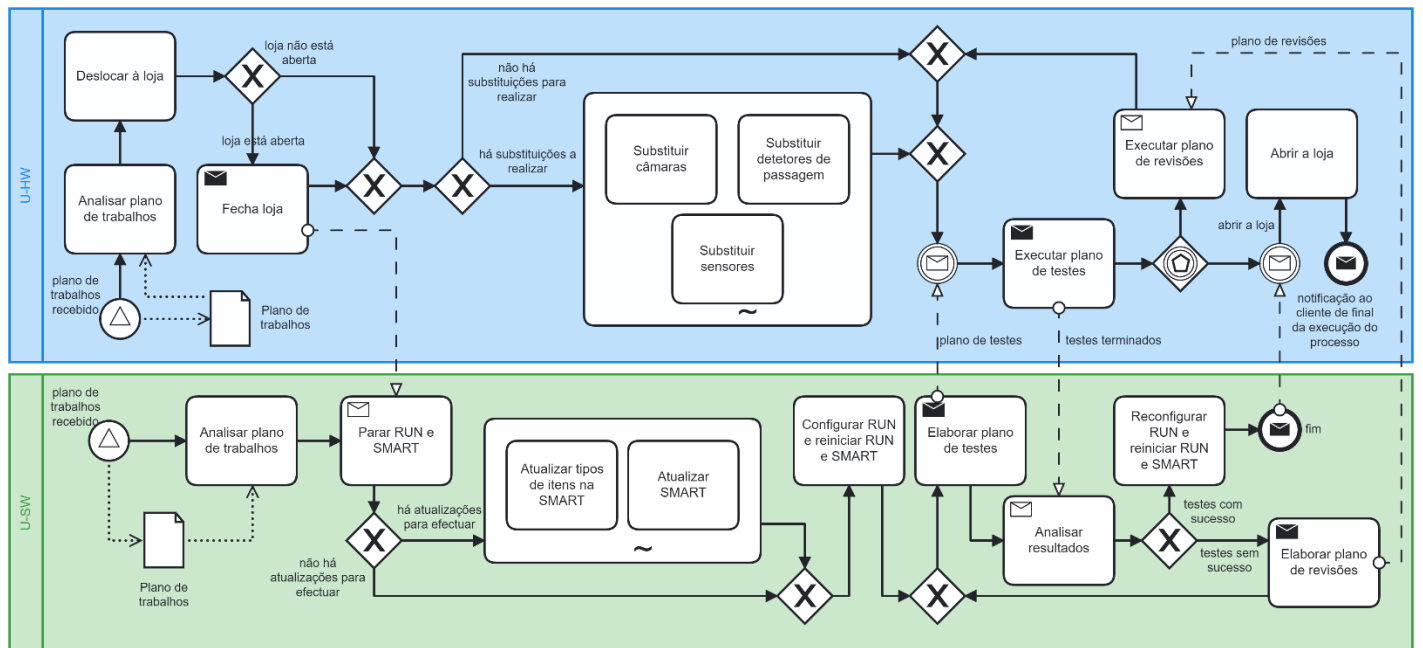 U-HW
Deslocar à loja
loja não está
aberta
loja está aberta
Analisar plano
de trabalhos
Fecha loja
plano de
trabalhos
recebido
Plano de
trabalhos
não há
substituições para
realizar
há substituições a
realizar
Substituir
câmaras
Substituir
detetores de
passagem
Substituir
sensores
~
plano de testes
Executar plano
de testes
testes terminados
plano de revisões
Executar plano
de revisões
Abrir a loja
abrir a loja
notificação ao
cliente de final
da execução do
processo
U-SW
plano de
trabalhos
recebido
Analisar plano
de trabalhos
Plano de
trabalhos
Parar RUN e
SMART
há atualizações
para efectuar
não há
atualizações para
efectuar
Atualizar tipos
de itens na
SMART
Atualizar
SMART
~
Configurar RUN
e reiniciar RUN
e SMART
Elaborar plano
de testes
Analisar
resultados
Reconfigurar
RUN e
reiniciar RUN
e SMART
fim
testes com
sucesso
testes sem
sucesso
Elaborar plano
de revisões